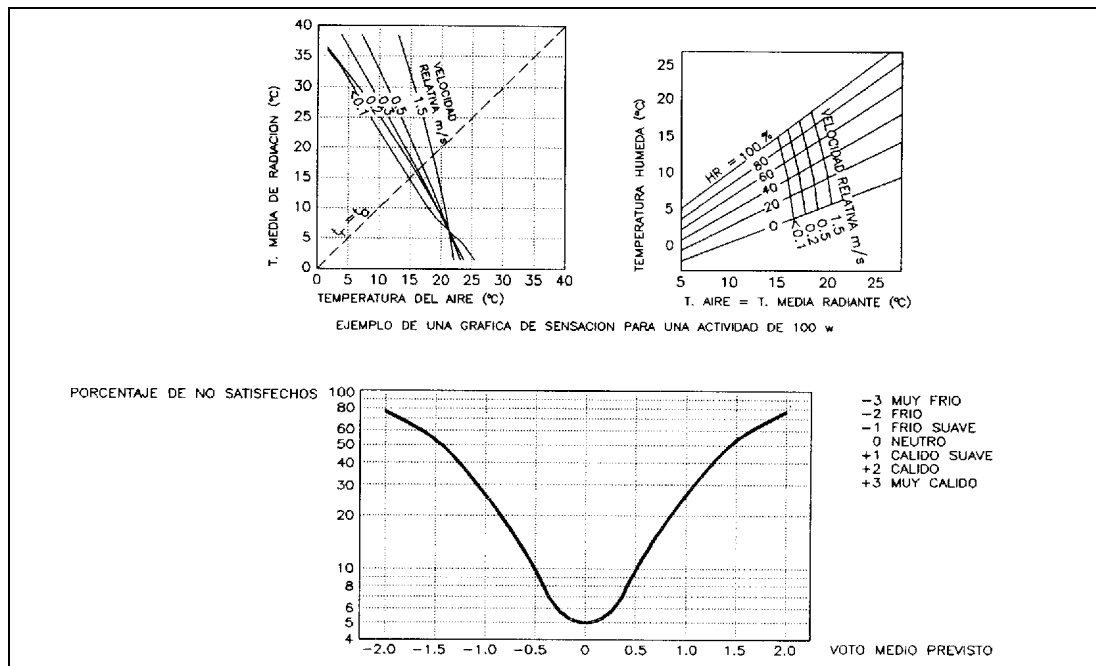 40
35
30
25
20
15
10
5
0
T. MEDIA DE RADIACION (ºC)
VELOCIDAD
RELATIVA m/s
<0.1
0.2
0.3
0.5
1.5
0 5 10 15 20 25 30 35 40
TEMPERATURA DEL AIRE (ºC)
25
20
15
10
5
0
TEMPERATURA HUMEDA (ºC)
HR = 100 %
80
60
40
20
0
VELOCIDAD RELATIVA m/s
<0.1
0.2
0.5
1.5
5 10 15 20 25
T. AIRE = T. MEDIA RADIANTE (ºC)
EJEMPLO DE UNA GRAFICA DE SENSACION PARA UNA ACTIVIDAD DE 100 w
PORCENTAJE DE NO SATISFECHOS
100
80
60
50
40
30
20
10
8
6
5
4
-2.0 -1.5 -1.0 -0.5 0 0.5 1.0 1.5 2.0
VOTO MEDIO PREVISTO
-3 MUY FRIO
-2 FRIO
-1 FRIO SUAVE
0 NEUTRO
+1 CALIDO SUAVE
+2 CALIDO
+3 MUY CALIDO